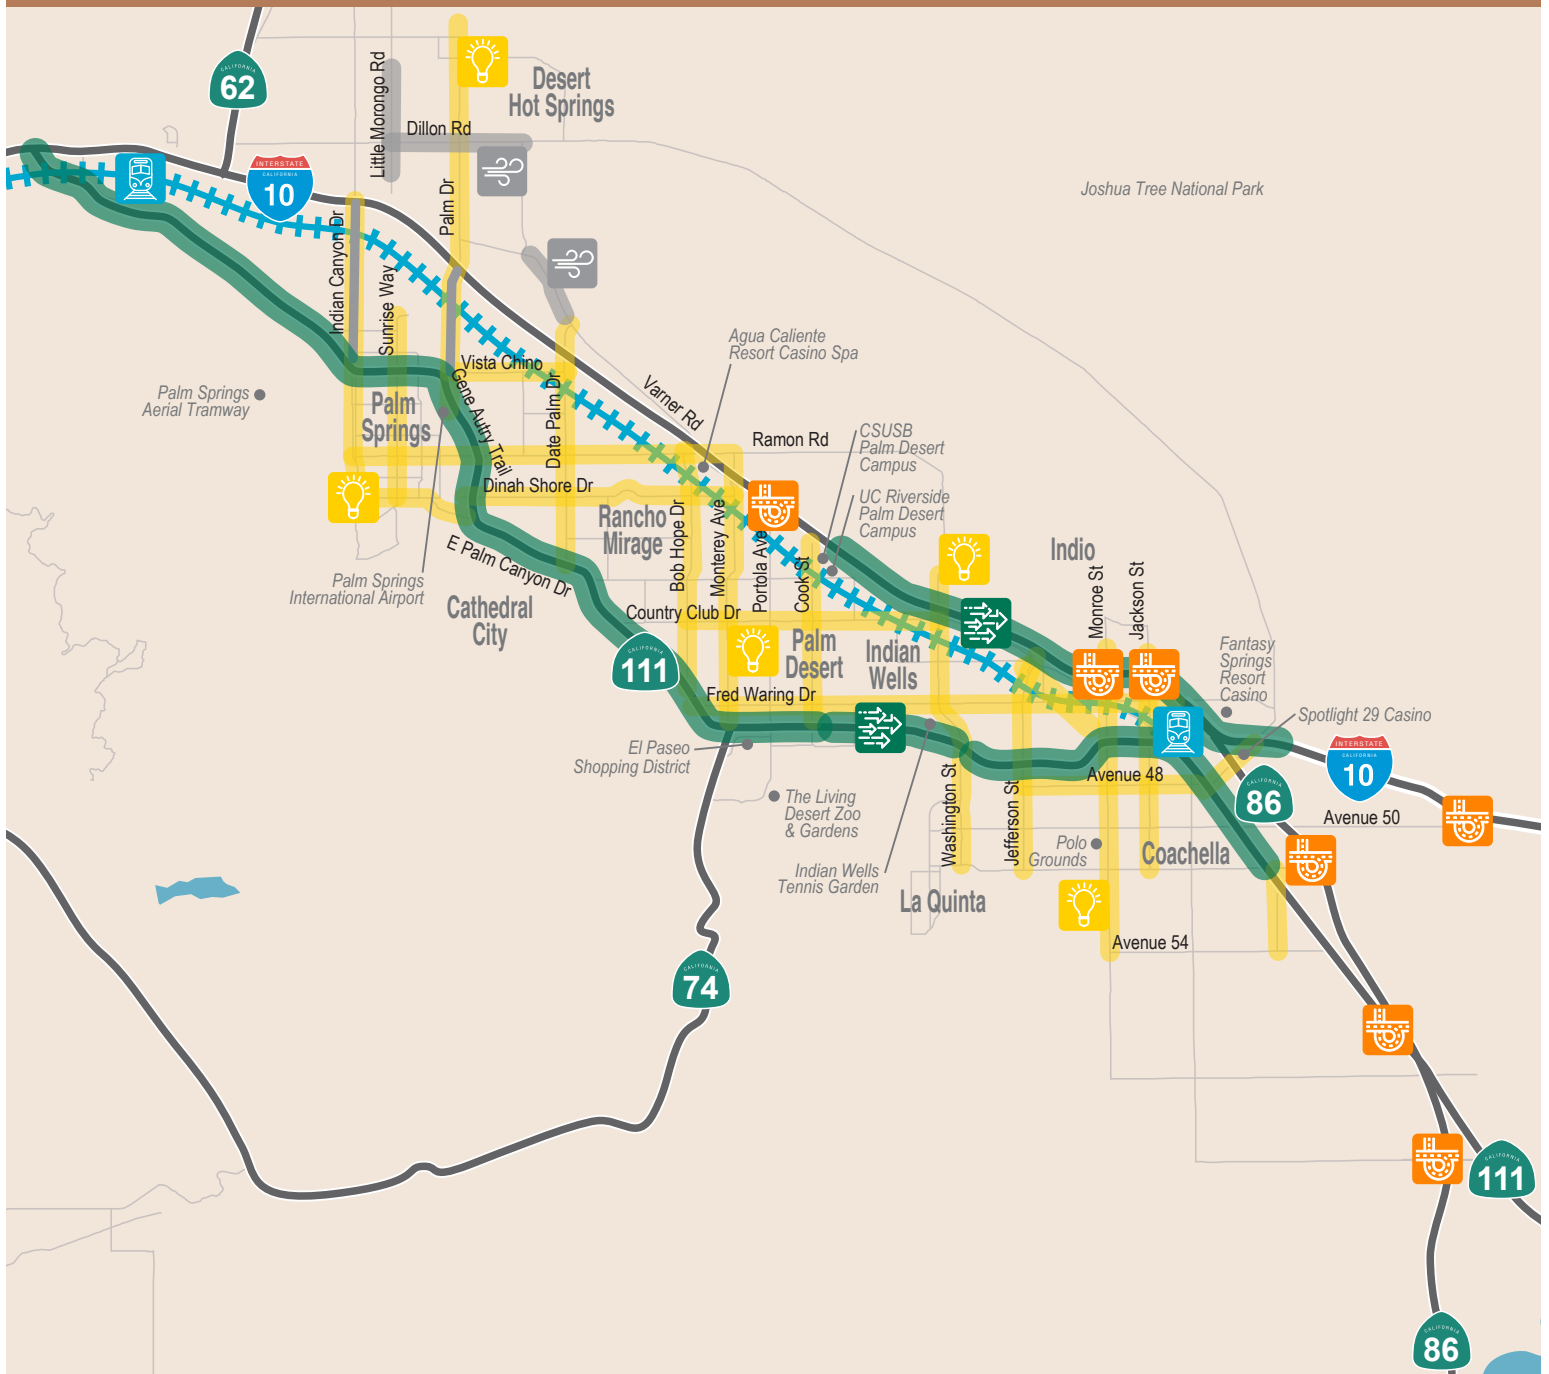 Desert
Hot Springs
CALIFORNIA
62
Little Morongo Rd
Dillon Rd
INTERSTATE
CALIFORNIA
10
Palm Dr
Joshua Tree National Park
Indian Canyon Dr
Sunrise Way
Agua Caliente
Resort Casino Spa
Vista Chino
Palm Springs
Aerial Tramway
Palm
Springs
Gene Autry Trail
Date Palm Dr
Varner Rd
Ramon Rd
CSUSB
Palm Desert
Campus
Dinah Shore Dr
UC Riverside
Palm Desert
Campus
Rancho
Mirage
Bob Hope Dr
Monterey Ave
Portola Ave
Cook St
Indio
Monroe St
Jackson St
E Palm Canyon Dr
Palm Springs
International Airport
Cathedral
City
Country Club Dr
CALIFORNIA
111
Palm
Desert
Indian
Wells
Fantasy
Springs
Resort
Casino
Fred Waring Dr
Spotlight 29 Casino
El Paseo
Shopping District
INTERSTATE
CALIFORNIA
10
Avenue 48
CALIFORNIA
86
The Living
Desert Zoo
& Gardens
Washington St
Jefferson St
Avenue 50
Polo
Grounds
Coachella
Indian Wells
Tennis Garden
La Quinta
Avenue 54
CALIFORNIA
74
CALIFORNIA
111
CALIFORNIA
86